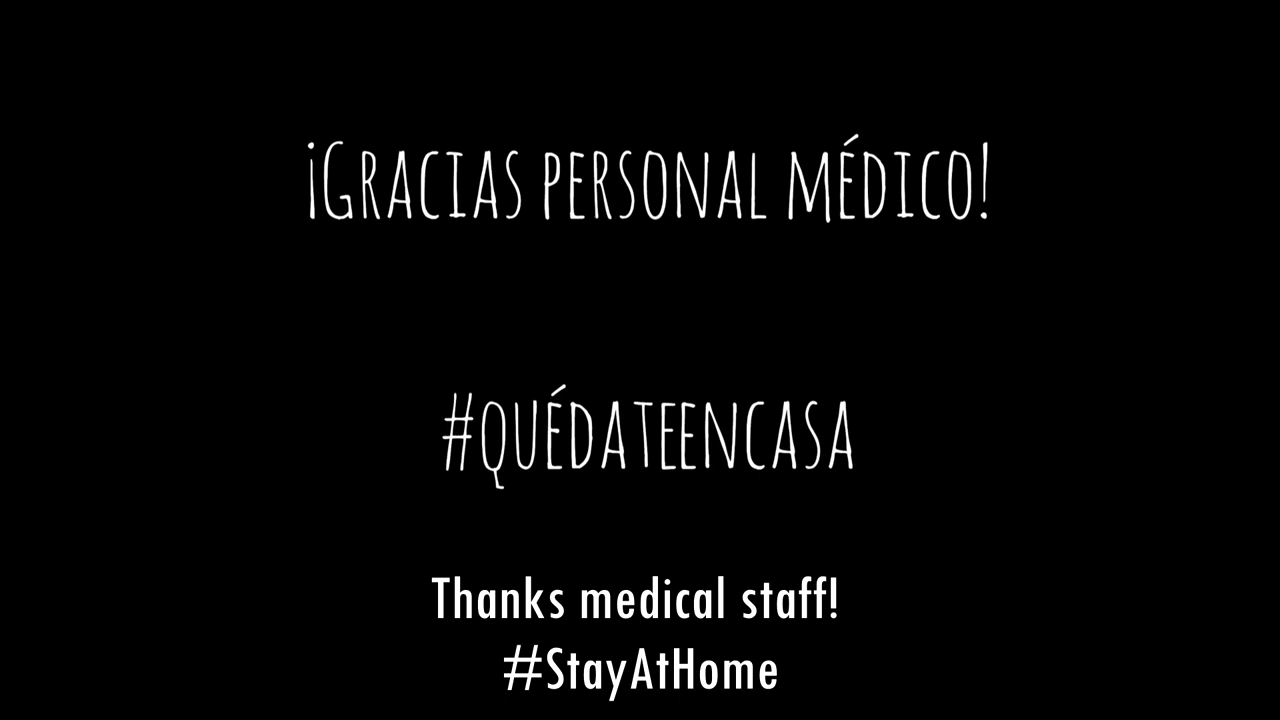 ¡GRACIAS PERSONAL MÉDICO!
#QUÉDATEENCASA
Thanks medical staff!
#StayAtHome